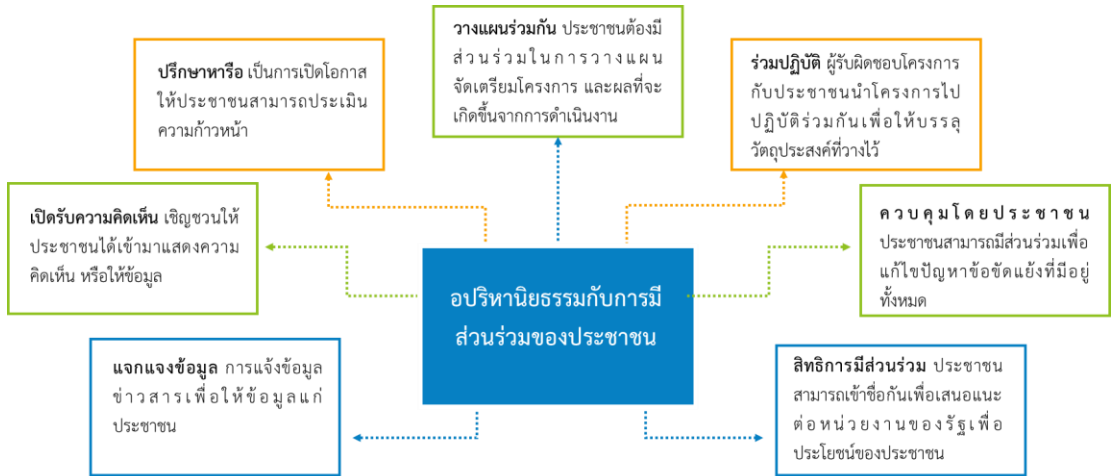 วางแผนร่วมกัน ประชาชนต้องมี
ส่วนร่วมในการวางแผน
จัดเตรียมโครงการ และผลที่จะ
เกิดขึ้นจากการดำเนินงาน
ปรึกษาหารือ เป็นการเปิดโอกาส
ให้ประชาชนสามารถประเมิน
ความก้าวหน้า
ร่วมปฏิบัติ ผู้รับผิดชอบโครงการ
กับประชาชนนำโครงการไป
ปฏิบัติร่วมกันเพื่อให้บรรลุ
วัตถุประสงค์ที่วางไว้
เปิดรับความคิดเห็น เชิญชวนให้
ประชาชนได้เข้ามาแสดงความ
คิดเห็น หรือให้ข้อมูล
ควบคุมโดยประชาชน
ประชาชนสามารถมีส่วนร่วมเพื่อ
แก้ไขปัญหาข้อขัดแย้งที่มีอยู่
ทั้งหมด
อปริหานิยธรรมกับการมี
ส่วนร่วมของประชาชน
แจกแจงข้อมูล การแจ้งข้อมูล
ข่าวสารเพื่อให้ข้อมูลแก่
ประชาชน
สิทธิการมีส่วนร่วม ประชาชน
สามารถเข้าชื่อกันเพื่อเสนอแนะ
ต่อหน่วยงานของรัฐเพื่อ
ประโยชน์ของประชาชน